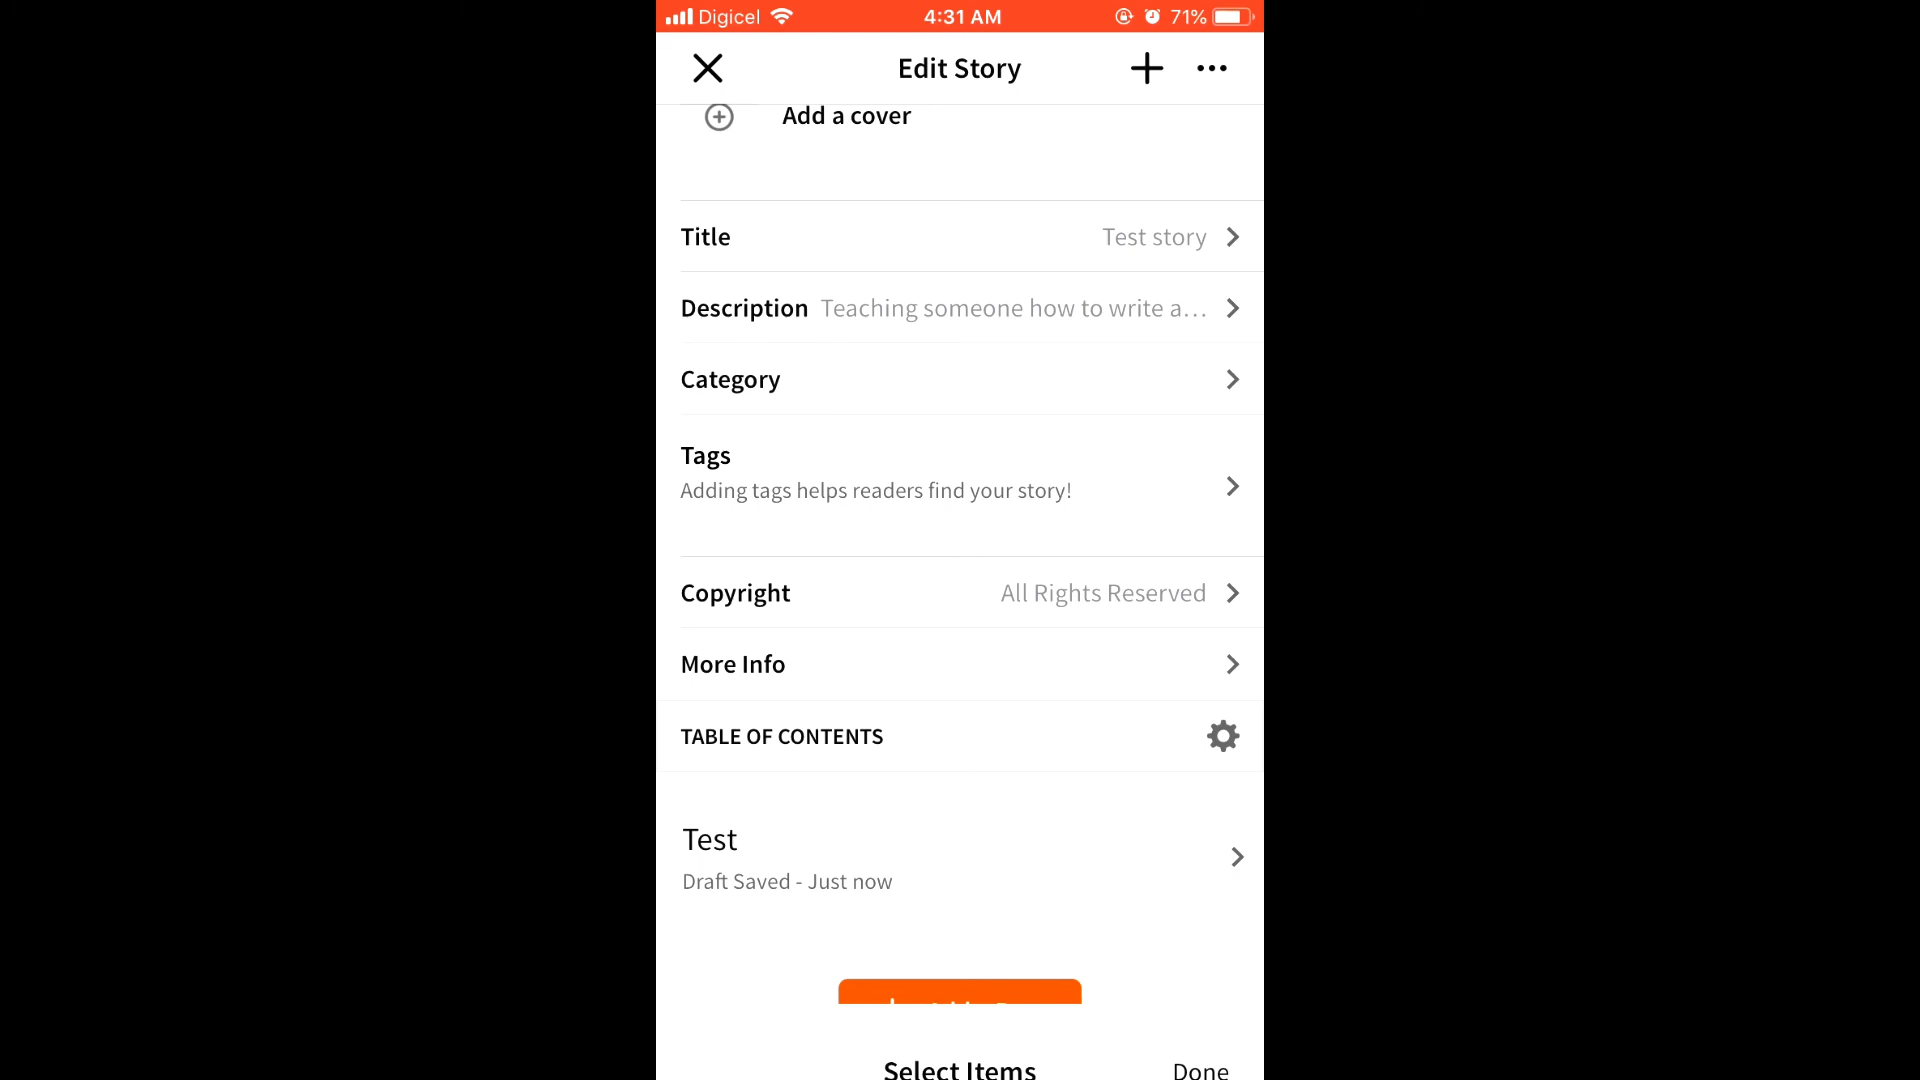 Digicel 4:31 AM 71%
Edit Story
Add a cover
Title Test story
Description Teaching someone how to write a...
Category
Tags
Adding tags helps readers find your story!
Copyright All Rights Reserved
More Info
TABLE OF CONTENTS
Test
Draft Saved - Just now
Select Items Done